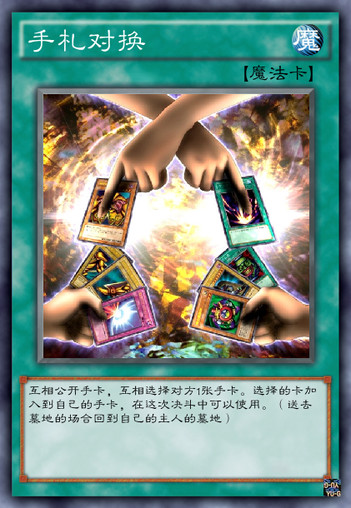 手札对换
魔
【魔法卡】
互相公开手卡，互相选择对方1张手卡。选择的卡加
入到自己的手卡，在这次决斗中可以使用。（送去
墓地的场合回到自己的主人的墓地）
YU-G